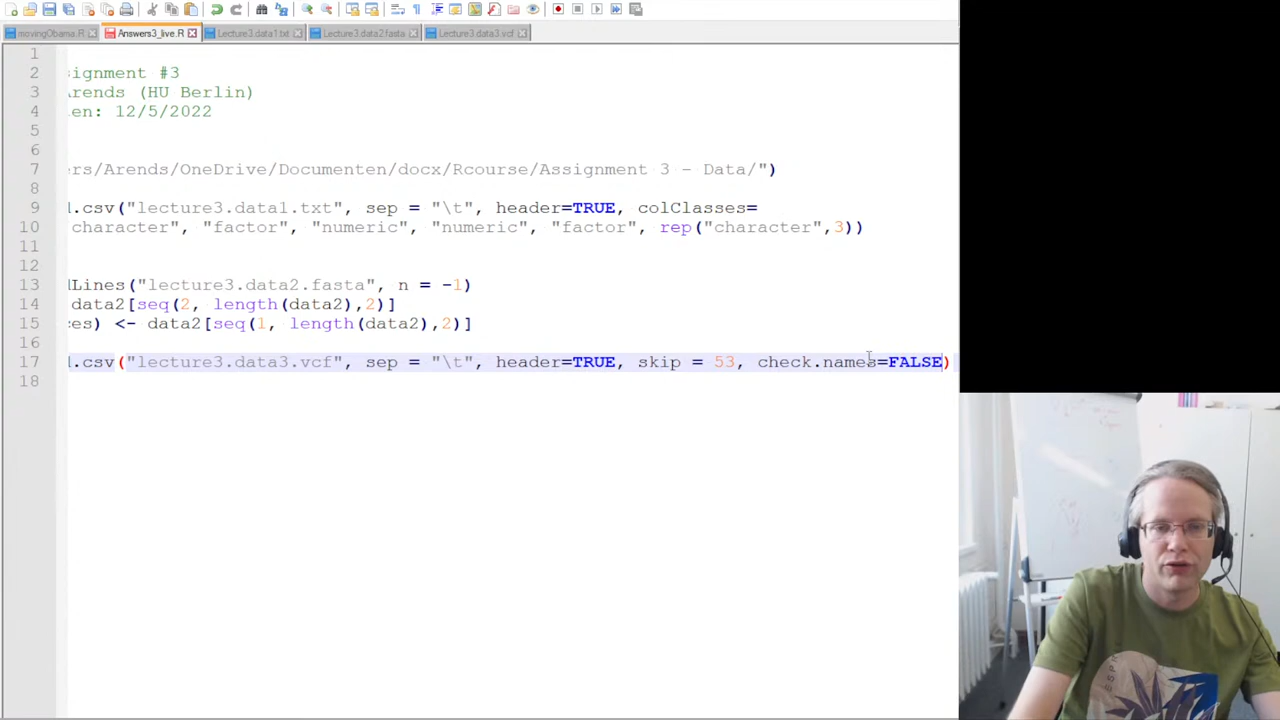 movingObama.R
Answers3_live.R
Lecture3.data1.txt
Lecture3.data2.fasta
Lecture3.data3.vcf
1
2 signment #3
3 Arends (HU Berlin)
4 en: 12/5/2022
5
6
7 rs/Arends/OneDrive/Documenten/docx/Rcourse/Assignment 3 - Data/")
8
9 .csv("lecture3.data1.txt", sep = "\t", header=TRUE, colClasses=
10 character", "factor", "numeric", "numeric", "factor", rep("character",3))
11
12
13 Lines("lecture3.data2.fasta", n = -1)
14 data2[seq(2, length(data2),2)]
15 ces) <- data2[seq(1, length(data2),2)]
16
17 .csv("lecture3.data3.vcf", sep = "\t", header=TRUE, skip = 53, check.names=FALSE)
18